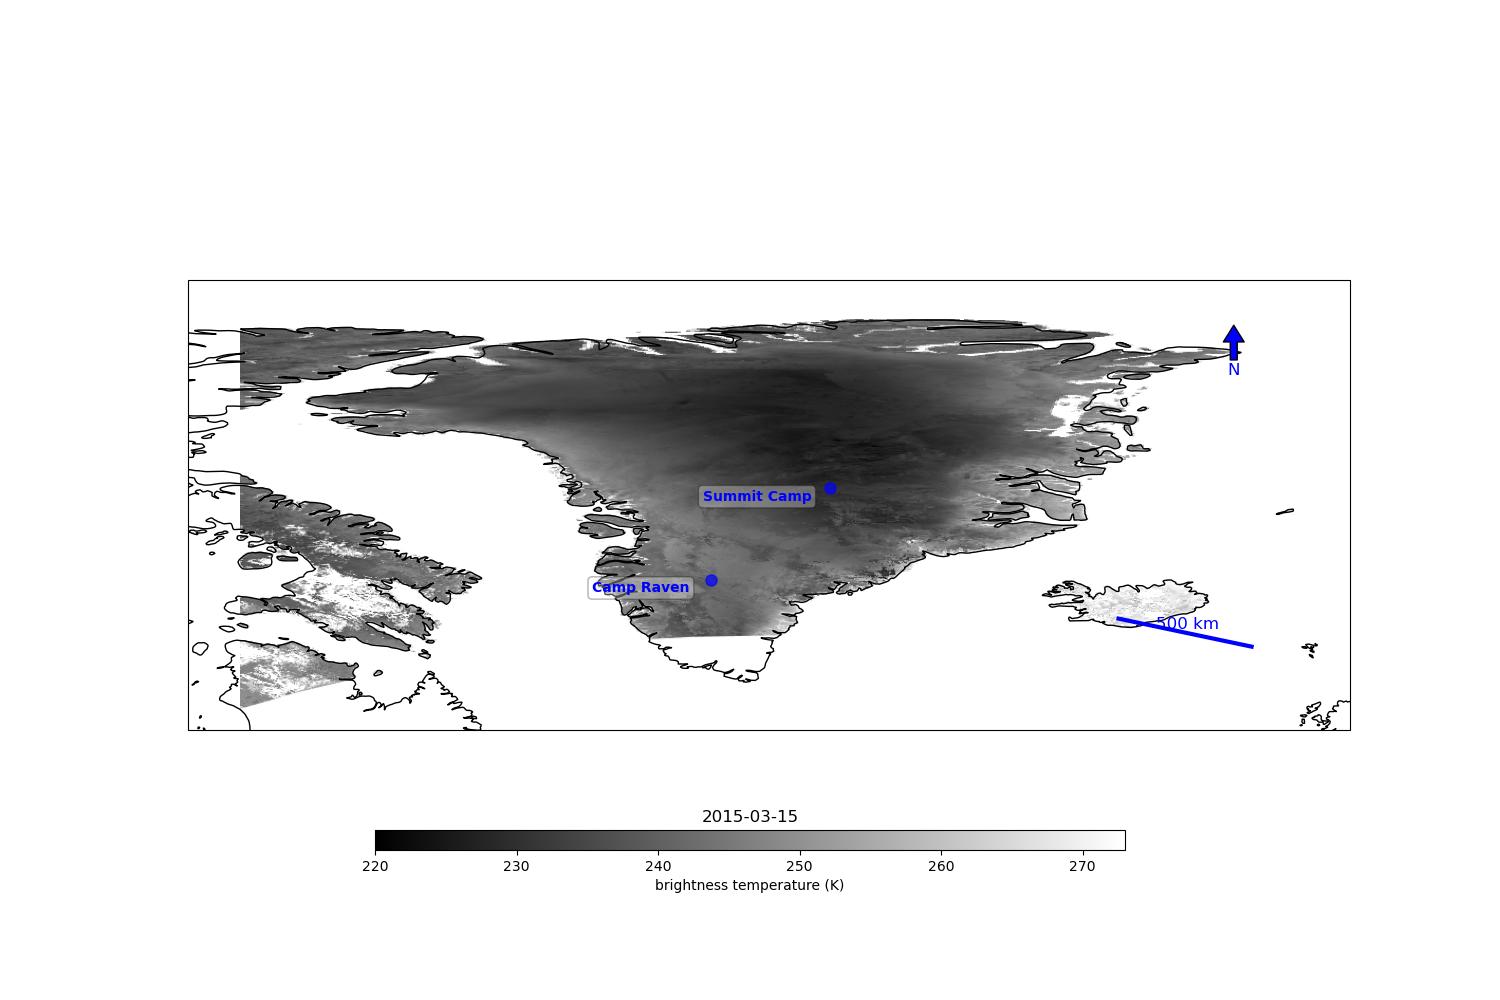 N
Summit Camp
Camp Raven
500 km
2015-03-15
220 230 240 250 260 270
brightness temperature (K)